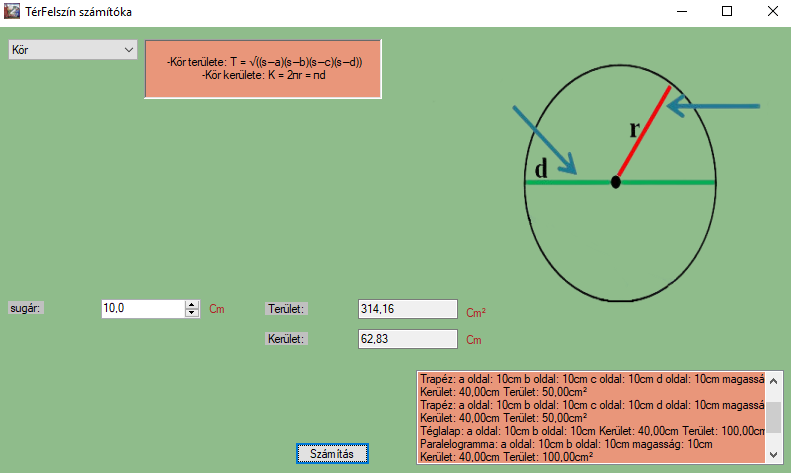 TérFelszín számítóka
Kör
-Kör területe: T = √((s−a)(s−b)(s−c)(s−d))
-Kör kerülete: K = 2πr = πd
r
d
sugár:
10,0
Cm
Terület:
314,16
Cm²
Kerület:
62,83
Cm
Trapéz: a oldal: 10cm b oldal: 10cm c oldal: 10cm d oldal: 10cm magassá
Kerület: 40,00cm Terület: 50,00cm²
Trapéz: a oldal: 10cm b oldal: 10cm c oldal: 10cm d oldal: 10cm magassá
Kerület: 40,00cm Terület: 50,00cm²
Téglalap: a oldal: 10cm b oldal: 10cm Kerület: 40,00cm Terület: 100,00cm
Paralelogramma: a oldal: 10cm b oldal: 10cm magasság: 10cm
Kerület: 40,00cm Terület: 100,00cm²
Számítás